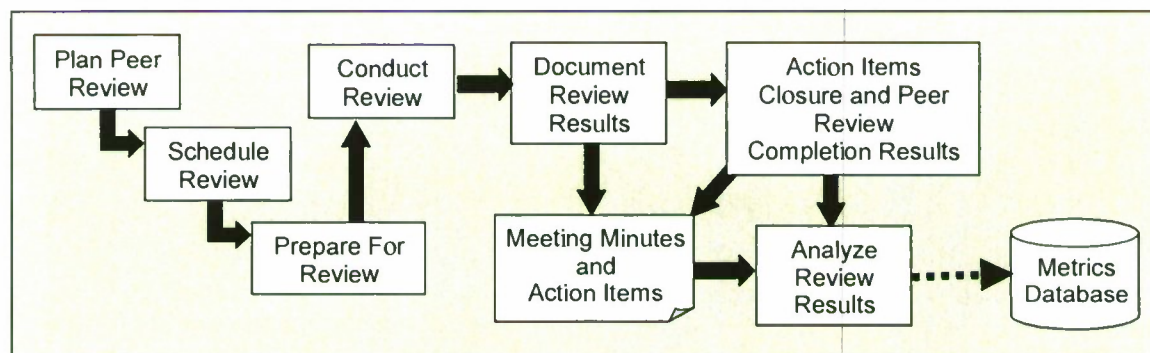 Plan Peer
Review
Schedule
Review
Prepare For
Review
Conduct
Review
Document
Review
Results
Action Items
Closure and Peer
Review
Completion Results
Meeting Minutes
and
Action Items
Analyze
Review
Results
Metrics
Database